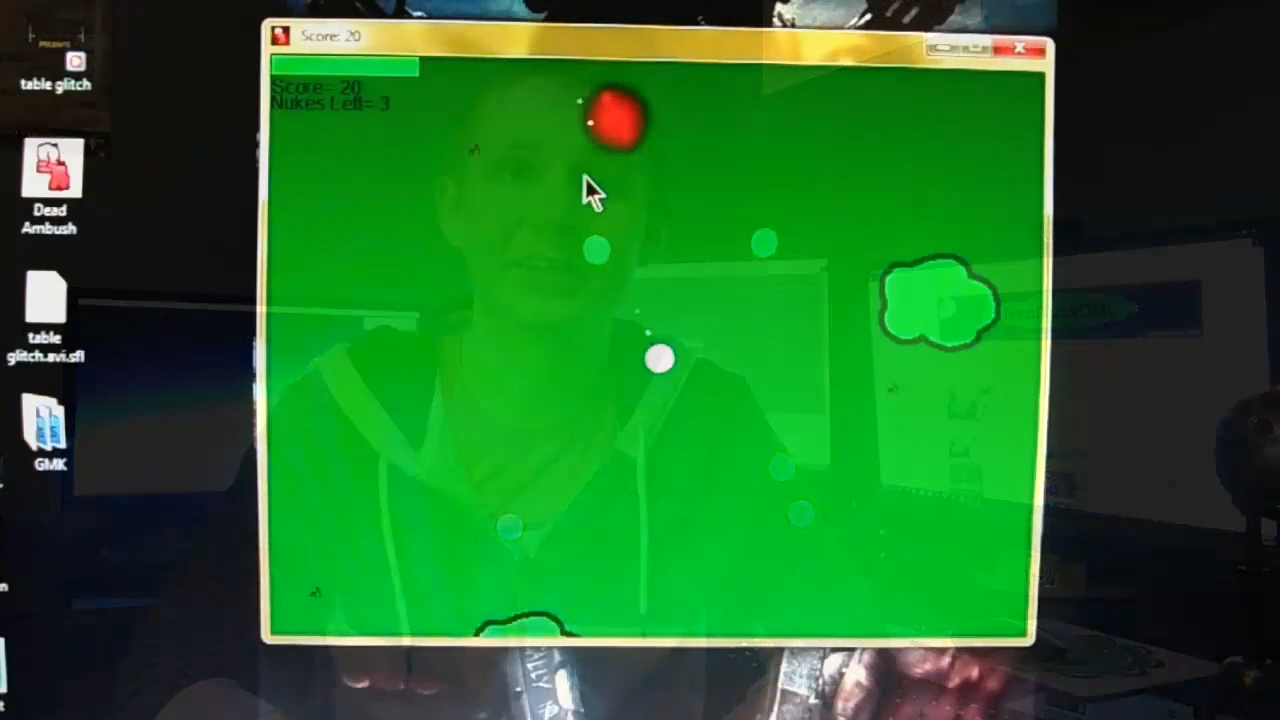 Score: 20
Score= 20
Nukes Left= 3
table glitch
Dead
Ambush
table
glitch.avi.sfl
GMK